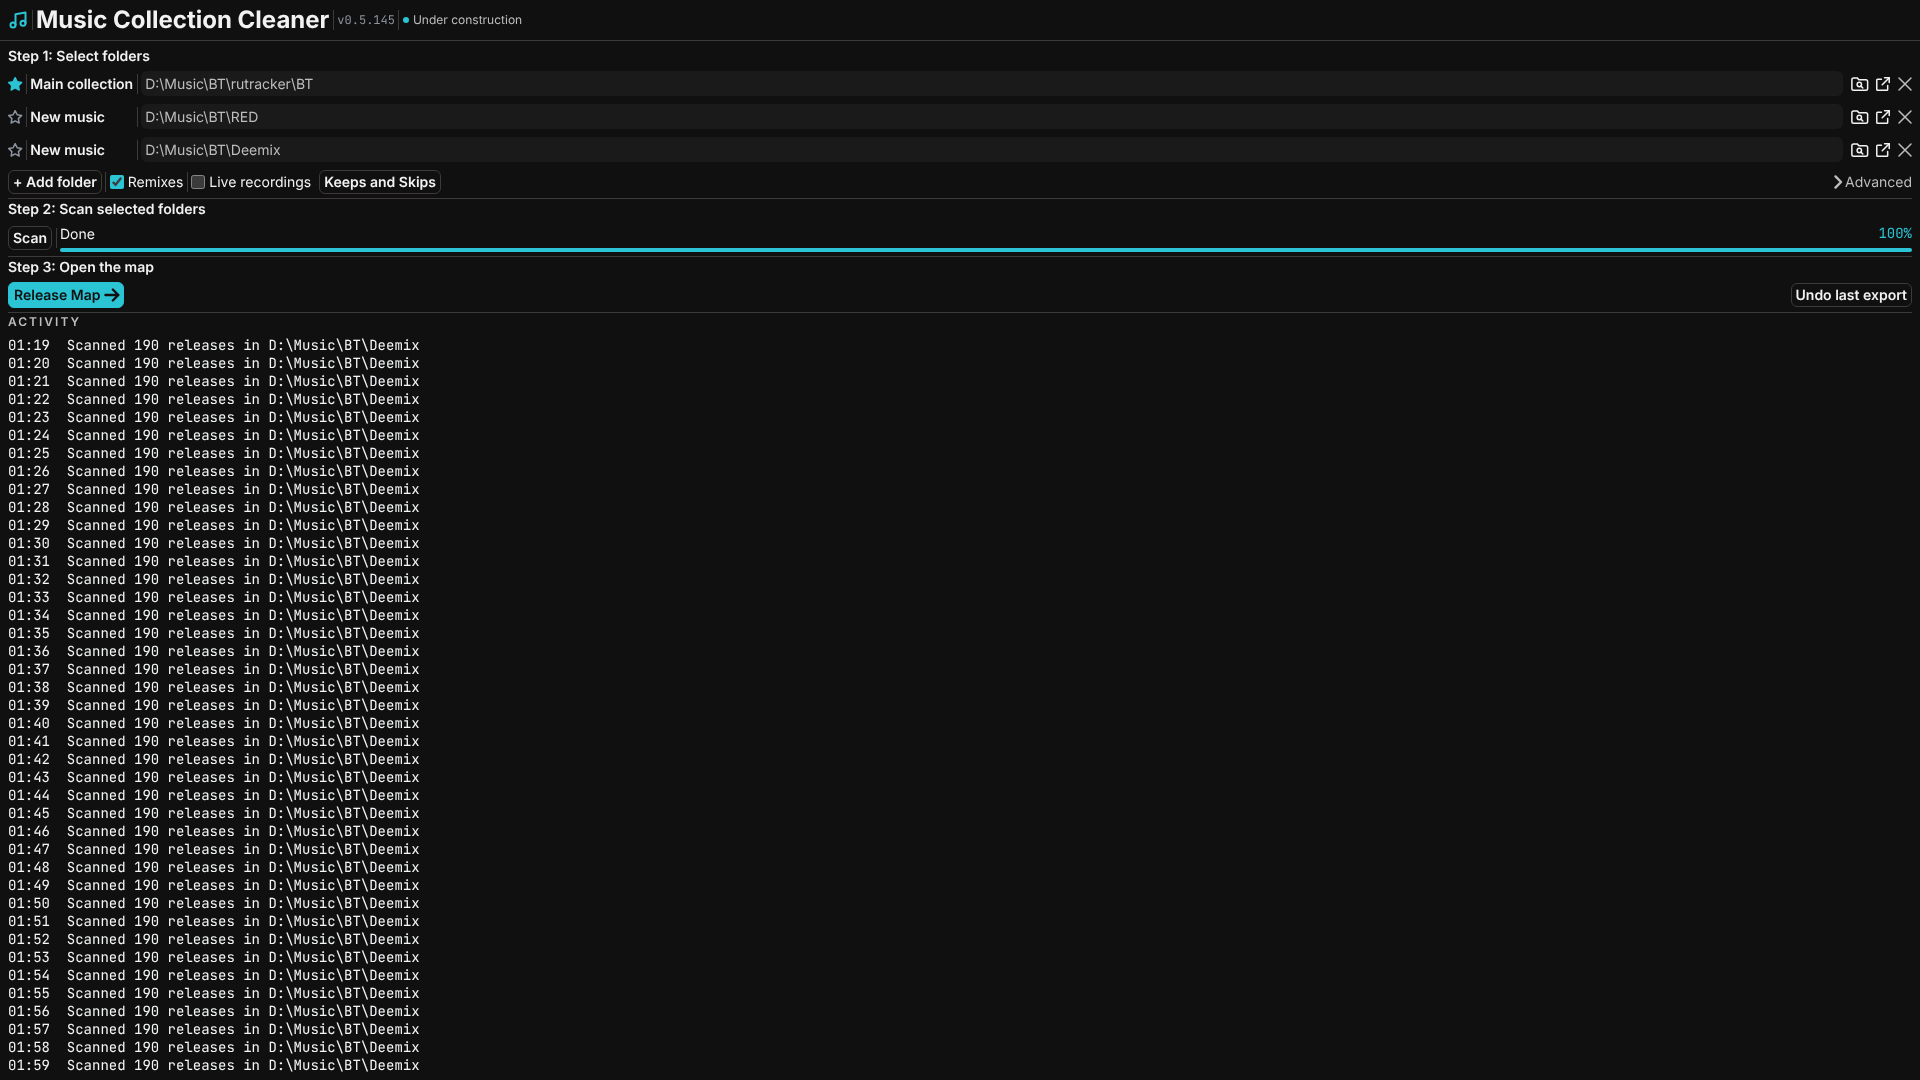 Music Collection Cleaner v0.5.145 Under construction
Step 1: Select folders
Main collection D:\Music\BT\rutracker\BT
New music D:\Music\BT\RED
New music D:\Music\BT\Deemix
+ Add folder Remixes Live recordings Keeps and Skips Advanced
Step 2: Scan selected folders
Scan Done 100%
Step 3: Open the map
Release Map Undo last export
ACTIVITY
01:19 Scanned 190 releases in D:\Music\BT\Deemix
01:20 Scanned 190 releases in D:\Music\BT\Deemix
01:21 Scanned 190 releases in D:\Music\BT\Deemix
01:22 Scanned 190 releases in D:\Music\BT\Deemix
01:23 Scanned 190 releases in D:\Music\BT\Deemix
01:24 Scanned 190 releases in D:\Music\BT\Deemix
01:25 Scanned 190 releases in D:\Music\BT\Deemix
01:26 Scanned 190 releases in D:\Music\BT\Deemix
01:27 Scanned 190 releases in D:\Music\BT\Deemix
01:28 Scanned 190 releases in D:\Music\BT\Deemix
01:29 Scanned 190 releases in D:\Music\BT\Deemix
01:30 Scanned 190 releases in D:\Music\BT\Deemix
01:31 Scanned 190 releases in D:\Music\BT\Deemix
01:32 Scanned 190 releases in D:\Music\BT\Deemix
01:33 Scanned 190 releases in D:\Music\BT\Deemix
01:34 Scanned 190 releases in D:\Music\BT\Deemix
01:35 Scanned 190 releases in D:\Music\BT\Deemix
01:36 Scanned 190 releases in D:\Music\BT\Deemix
01:37 Scanned 190 releases in D:\Music\BT\Deemix
01:38 Scanned 190 releases in D:\Music\BT\Deemix
01:39 Scanned 190 releases in D:\Music\BT\Deemix
01:40 Scanned 190 releases in D:\Music\BT\Deemix
01:41 Scanned 190 releases in D:\Music\BT\Deemix
01:42 Scanned 190 releases in D:\Music\BT\Deemix
01:43 Scanned 190 releases in D:\Music\BT\Deemix
01:44 Scanned 190 releases in D:\Music\BT\Deemix
01:45 Scanned 190 releases in D:\Music\BT\Deemix
01:46 Scanned 190 releases in D:\Music\BT\Deemix
01:47 Scanned 190 releases in D:\Music\BT\Deemix
01:48 Scanned 190 releases in D:\Music\BT\Deemix
01:49 Scanned 190 releases in D:\Music\BT\Deemix
01:50 Scanned 190 releases in D:\Music\BT\Deemix
01:51 Scanned 190 releases in D:\Music\BT\Deemix
01:52 Scanned 190 releases in D:\Music\BT\Deemix
01:53 Scanned 190 releases in D:\Music\BT\Deemix
01:54 Scanned 190 releases in D:\Music\BT\Deemix
01:55 Scanned 190 releases in D:\Music\BT\Deemix
01:56 Scanned 190 releases in D:\Music\BT\Deemix
01:57 Scanned 190 releases in D:\Music\BT\Deemix
01:58 Scanned 190 releases in D:\Music\BT\Deemix
01:59 Scanned 190 releases in D:\Music\BT\Deemix